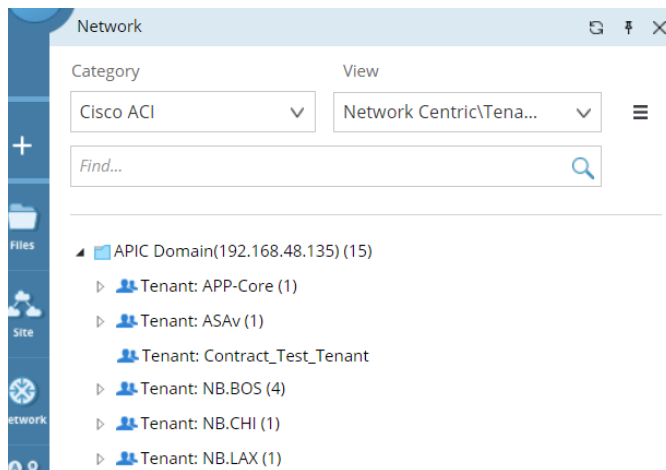 Network
Category
View
Cisco ACI
Network Centric\Tena...
Find...
Files
APIC Domain(192.168.48.135) (15)
Tenant: APP-Core (1)
Tenant: ASAv (1)
Site
Tenant: Contract_Test_Tenant
Tenant: NB.BOS (4)
etwork
Tenant: NB.CHI (1)
Tenant: NB.LAX (1)